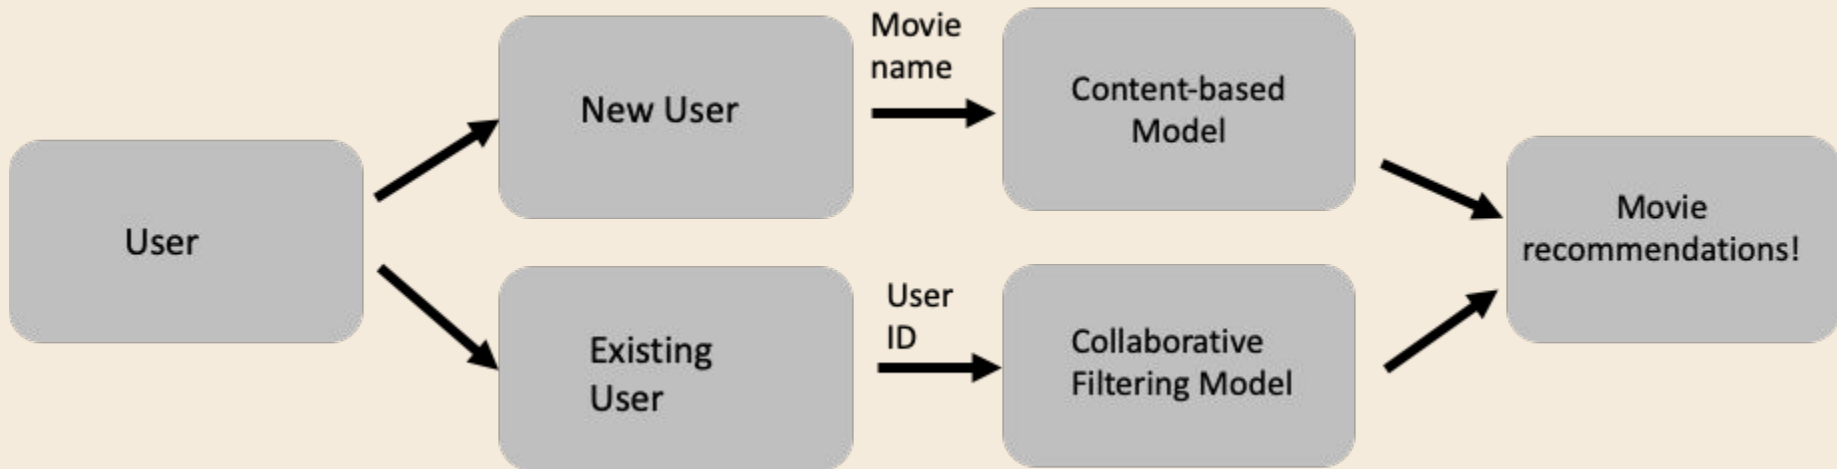 User
New User
Movie
name
Content-based
Model
Existing
User
User
ID
Collaborative
Filtering Model
Movie
recommendations!